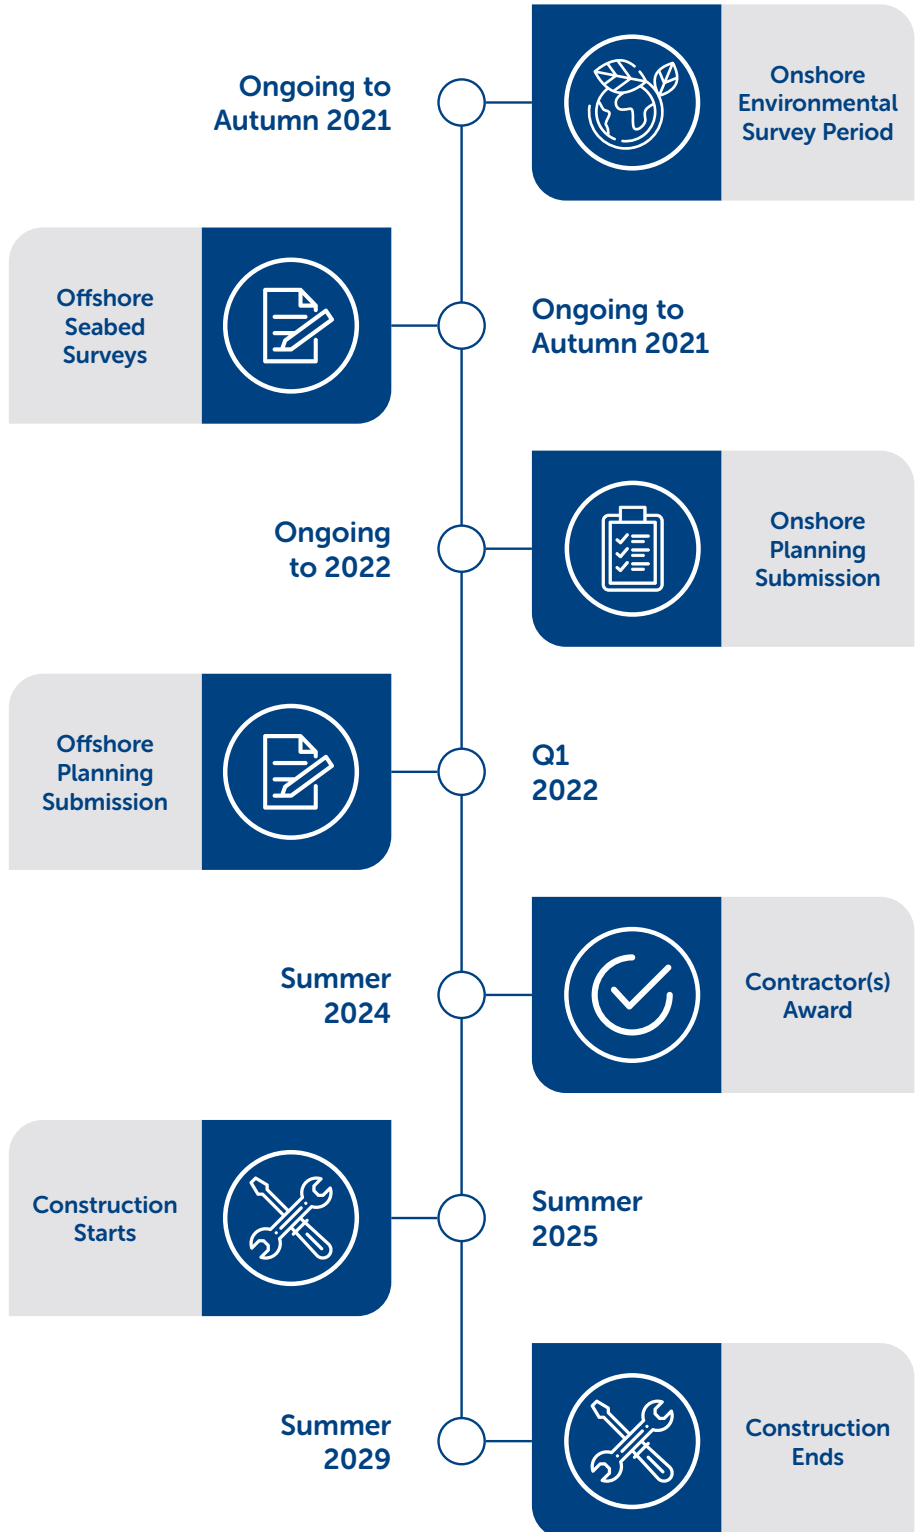 Ongoing to
Autumn 2021
Onshore
Environmental
Survey Period
Offshore
Seabed
Surveys
Ongoing to
Autumn 2021
Ongoing
to 2022
Onshore
Planning
Submission
Offshore
Planning
Submission
Q1
2022
Summer
2024
Contractor(s)
Award
Construction
Starts
Summer
2025
Summer
2029
Construction
Ends